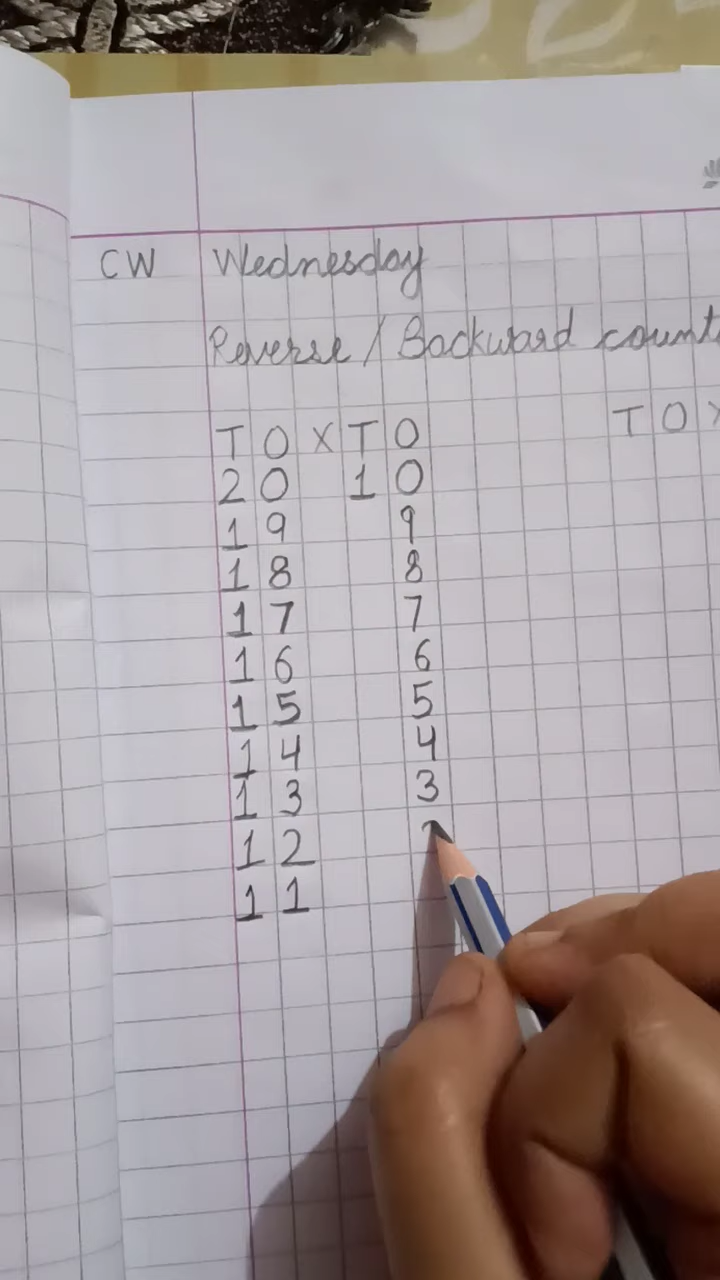 CW Wednesday
Reverse / Backward count
T O X T O T O X
2 0 1 0
1 9 9
1 8 8
1 7 7
1 6 6
1 5 5
1 4 4
1 3 3
1 2
1 1